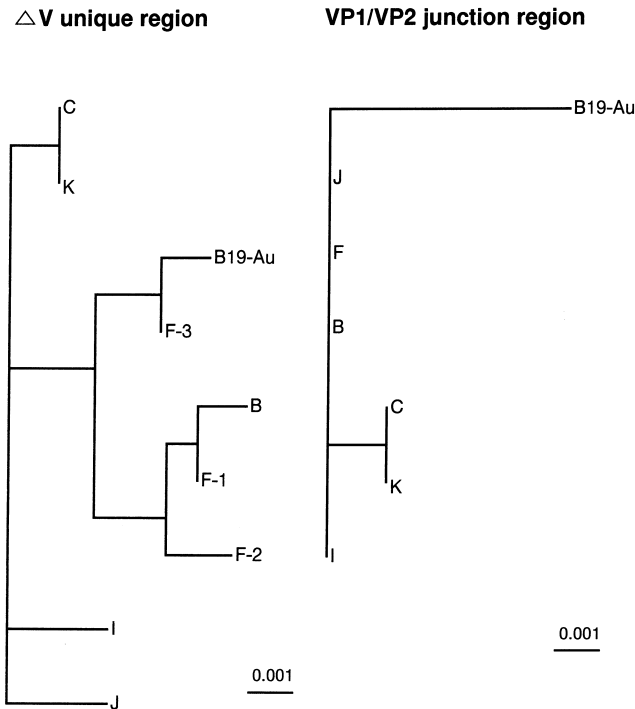 △V unique region
C
K
B19-Au
F-3
B
F-1
F-2
I
J
0.001
VP1/VP2 junction region
B19-Au
J
F
B
C
K
I
0.001